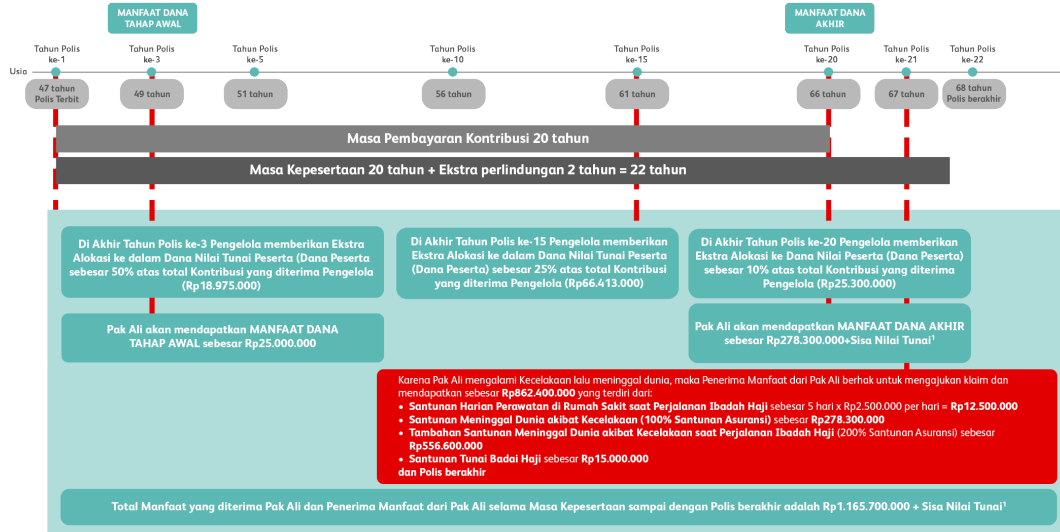 MANFAAT DANA
TAHAP AWAL
MANFAAT DANA
AKHIR
Tahun Polis
ke-1
Tahun Polis
ke-3
Tahun Polis
ke-5
Tahun Polis
ke-10
Tahun Polis
ke-15
Tahun Polis
ke-20
Tahun Polis
ke-21
Tahun Polis
ke-22
Usia
47 tahun
Polis Terbit
49 tahun
51 tahun
56 tahun
61 tahun
66 tahun
67 tahun
68 tahun
Polis berakhir
Masa Pembayaran Kontribusi 20 tahun
Masa Kepesertaan 20 tahun + Ekstra perlindungan 2 tahun = 22 tahun
Di Akhir Tahun Polis ke-3 Pengelola memberikan Ekstra
Alokasi ke dalam Dana Nilai Tunai Peserta (Dana Peserta
sebesar 50% atas total Kontribusi yang diterima Pengelola
(Rp18.975.000)
Di Akhir Tahun Polis ke-15 Pengelola memberikan
Ekstra Alokasi ke dalam Dana Nilai Tunai Peserta
(Dana Peserta) sebesar 25% atas total Kontribusi
yang diterima Pengelola (Rp66.413.000)
Di Akhir Tahun Polis ke-20 Pengelola memberikan
Ekstra Alokasi ke Dana Nilai Peserta (Dana Peserta)
sebesar 10% atas total Kontribusi yang diterima
Pengelola (Rp25.300.000)
Pak Ali akan mendapatkan MANFAAT DANA
TAHAP AWAL sebesar Rp25.000.000
Pak Ali akan mendapatkan MANFAAT DANA AKHIR
sebesar Rp278.300.000+Sisa Nilai Tunai¹
Karena Pak Ali mengalami Kecelakaan lalu meninggal dunia, maka Penerima Manfaat dari Pak Ali berhak untuk mengajukan klaim dan
mendapatkan sebesar Rp862.400.000 yang terdiri dari:
• Santunan Harian Perawatan di Rumah Sakit saat Perjalanan Ibadah Haji sebesar 5 hari x Rp2.500.000 per hari = Rp12.500.000
• Santunan Meninggal Dunia akibat Kecelakaan (100% Santunan Asuransi) sebesar Rp278.300.000
• Tambahan Santunan Meninggal Dunia akibat Kecelakaan saat Perjalanan Ibadah Haji (200% Santunan Asuransi) sebesar
Rp556.600.000
• Santunan Tunai Badai Haji sebesar Rp15.000.000
dan Polis berakhir
Total Manfaat yang diterima Pak Ali dan Penerima Manfaat dari Pak Ali selama Masa Kepesertaan sampai dengan Polis berakhir adalah Rp1.165.700.000 + Sisa Nilai Tunai¹